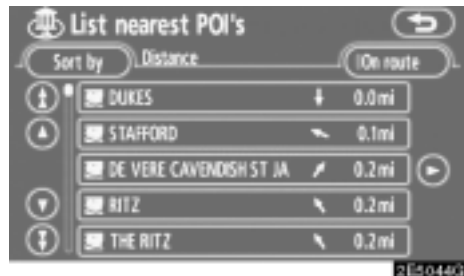 List nearest POI's
Sort by Distance On route
DUKES 0.0mi
STAFFORD 0.1mi
DE VERE CAVENDISH ST JA 0.2mi
RITZ 0.2mi
THE RITZ 0.2mi
2E5044G